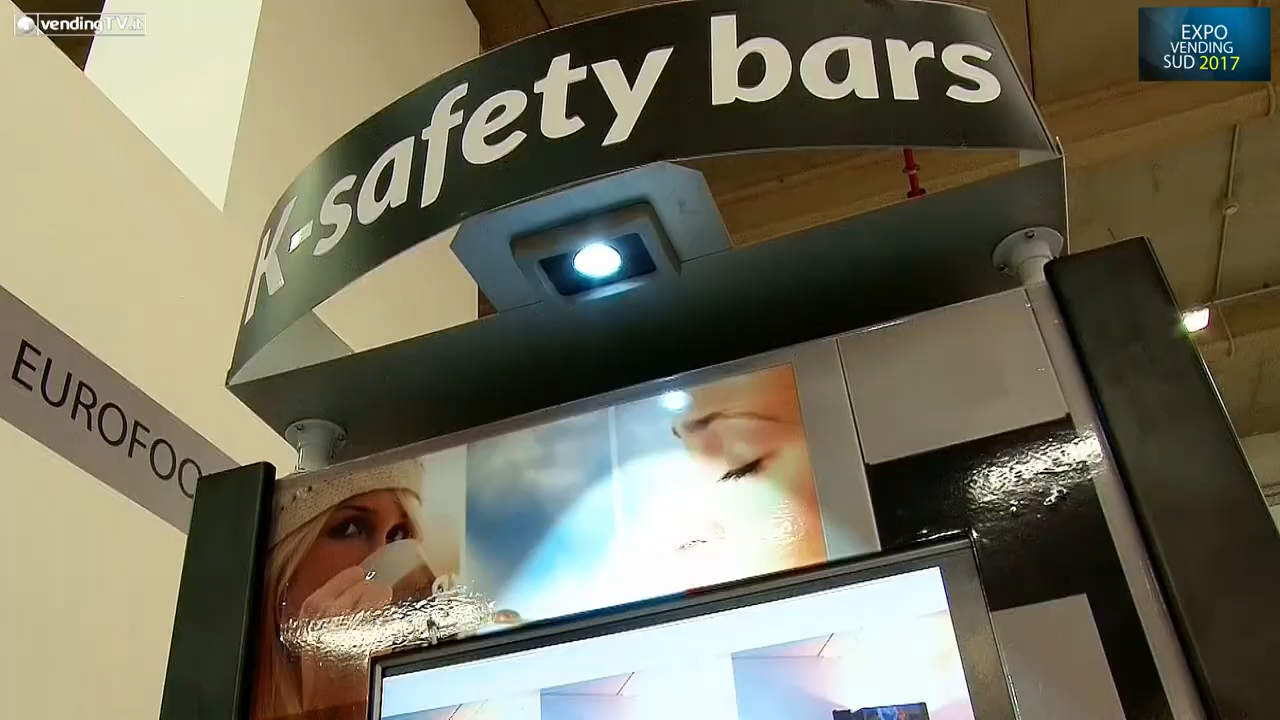 vendingTV.it
EXPO
VENDING
SUD 2017
K-safety bars
EUROFOO